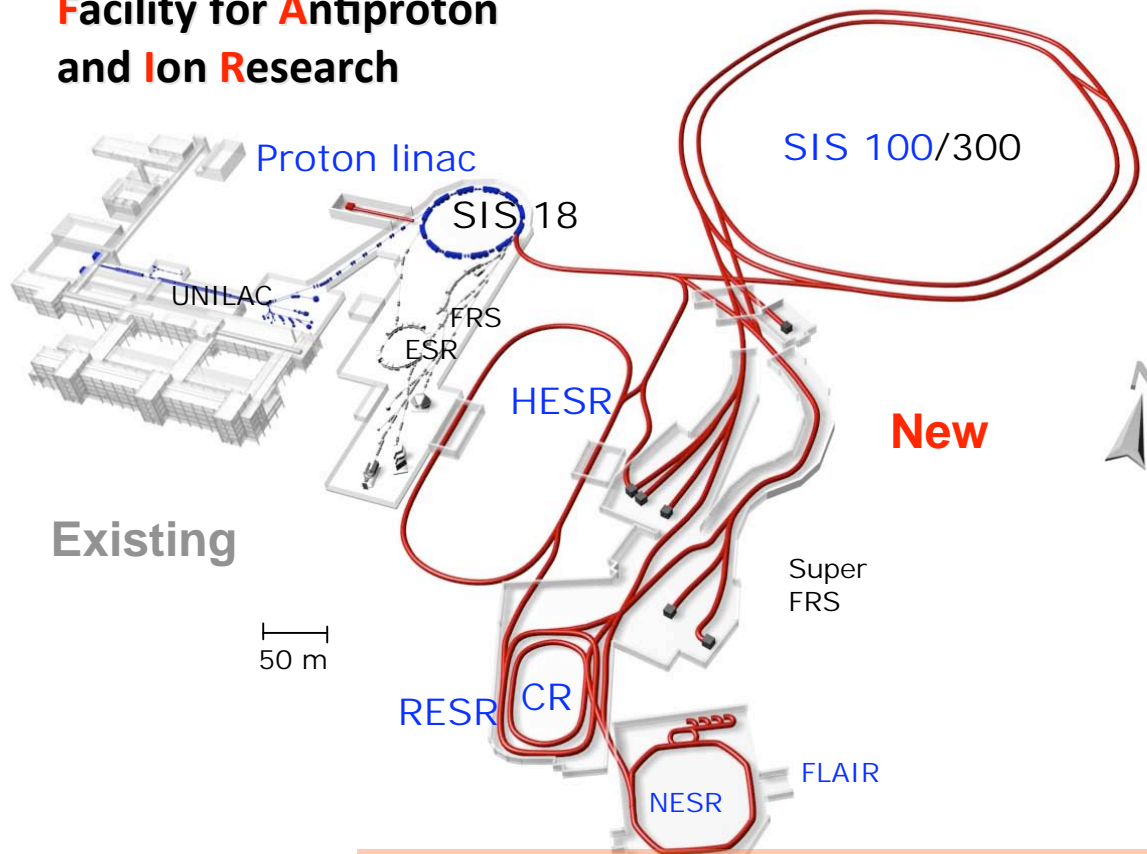 Facility for Antiproton
and Ion Research
Proton linac
SIS 100/300
SIS 18
UNILAC
FRS
ESR
HESR
New
Existing
Super
FRS
50 m
RESR
CR
FLAIR
NESR